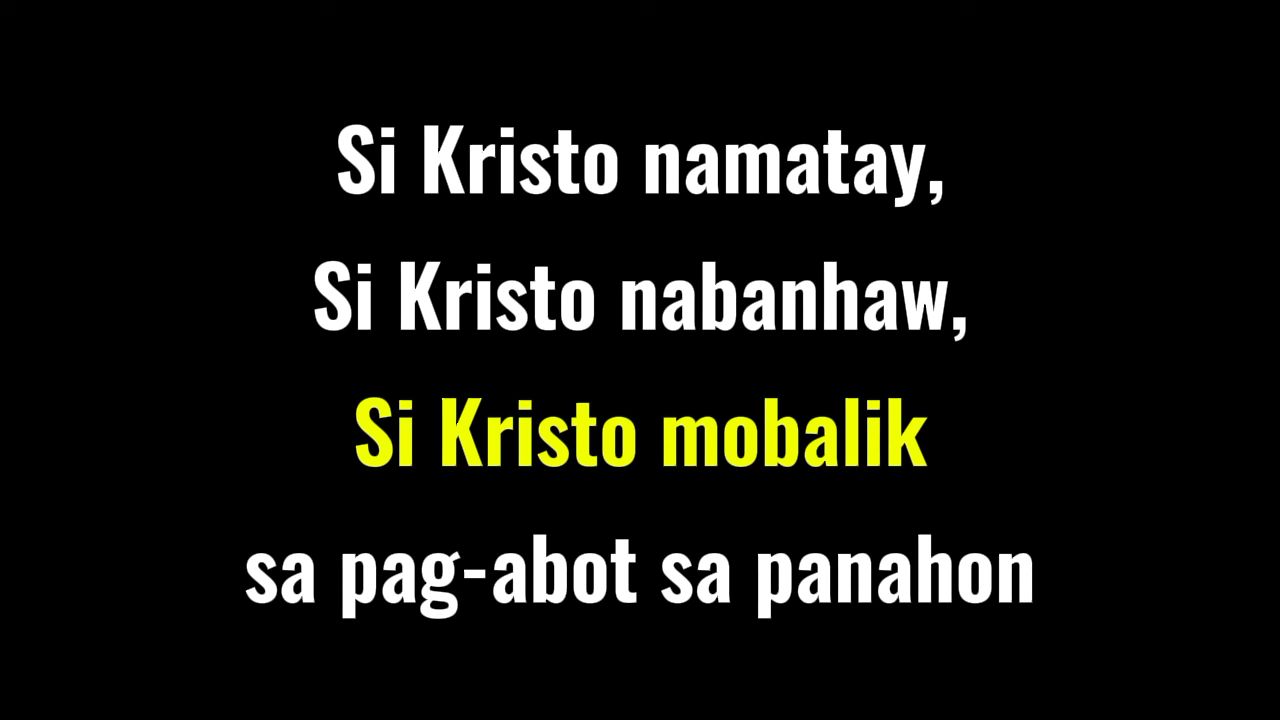 Si Kristo namatay,
Si Kristo nabanhaw,
Si Kristo mobalik
sa pag-abot sa panahon